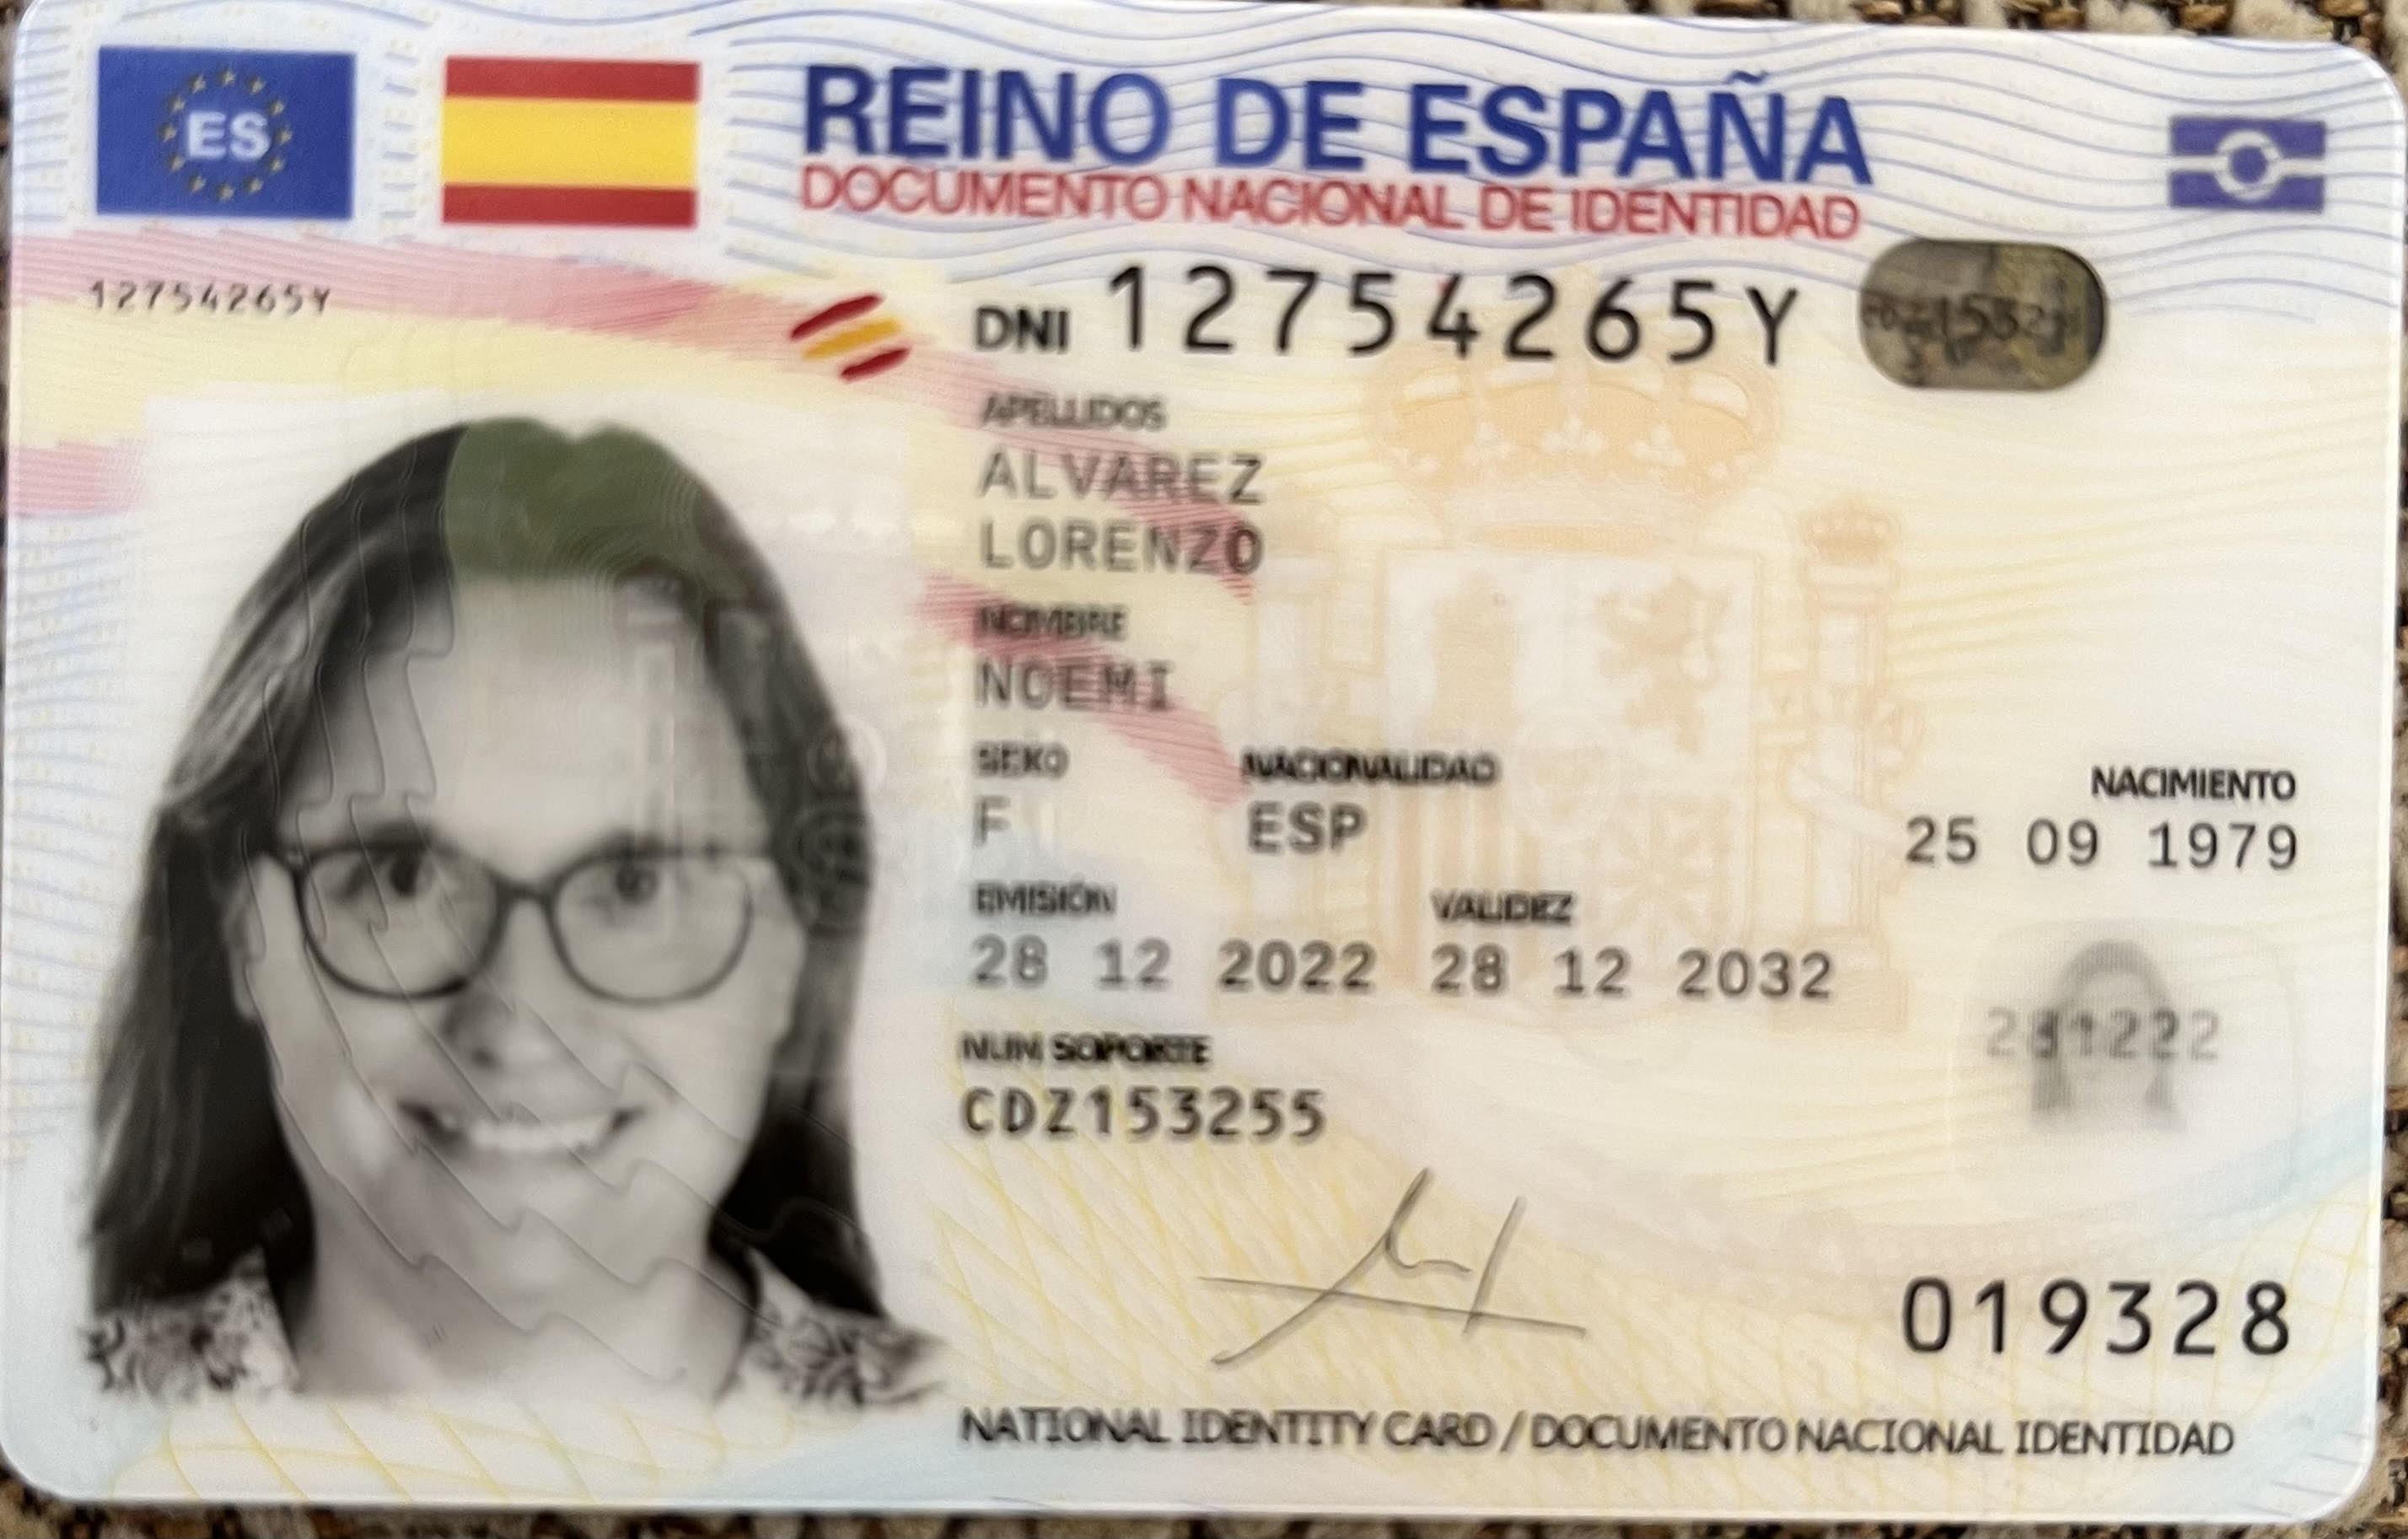 ES
REINO DE ESPAÑA
DOCUMENTO NACIONAL DE IDENTIDAD
12754265Y
DNI 12754265Y
APELLIDOS
ALVAREZ
LORENZO
NOMBRE
NOEMI
SEXO NACIONALIDAD NACIMIENTO
F ESP 25 09 1979
EMISIÓN VALIDEZ
28 12 2022 28 12 2032
281222
NUM SOPORTE
CDZ153255
019328
NATIONAL IDENTITY CARD / DOCUMENTO NACIONAL IDENTIDAD